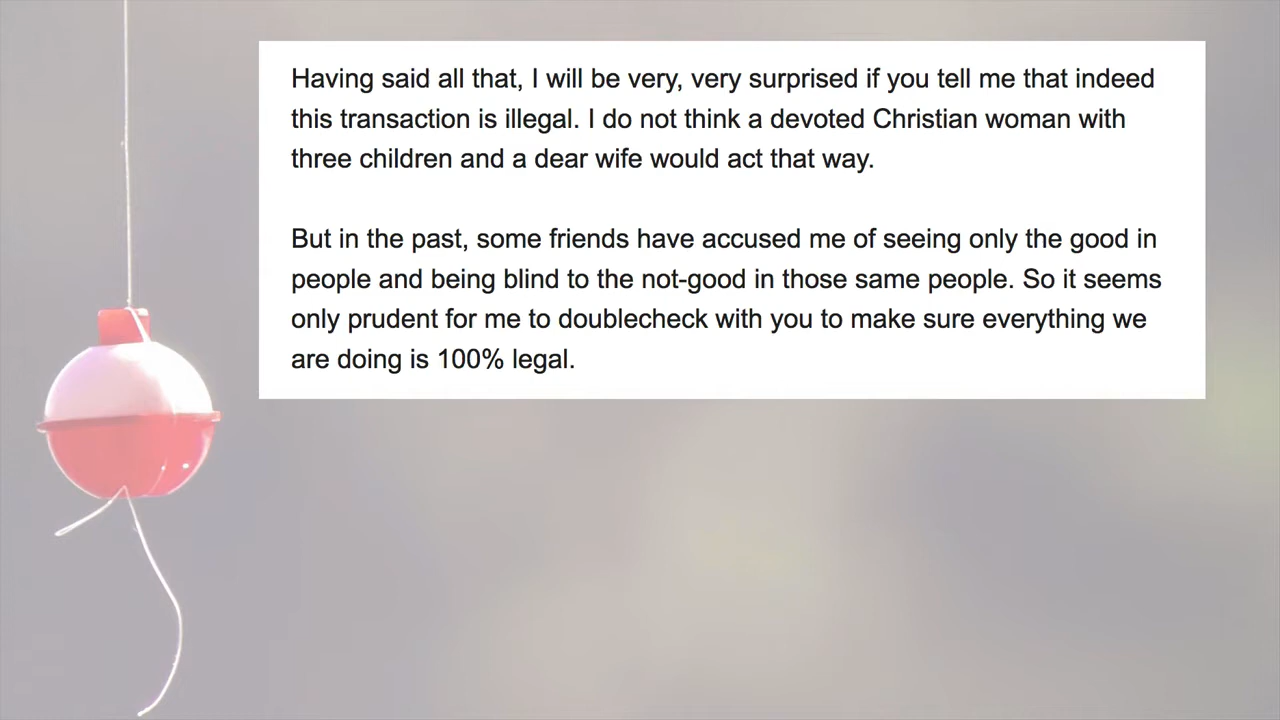 Having said all that, I will be very, very surprised if you tell me that indeed
this transaction is illegal. I do not think a devoted Christian woman with
three children and a dear wife would act that way.
But in the past, some friends have accused me of seeing only the good in
people and being blind to the not-good in those same people. So it seems
only prudent for me to doublecheck with you to make sure everything we
are doing is 100% legal.